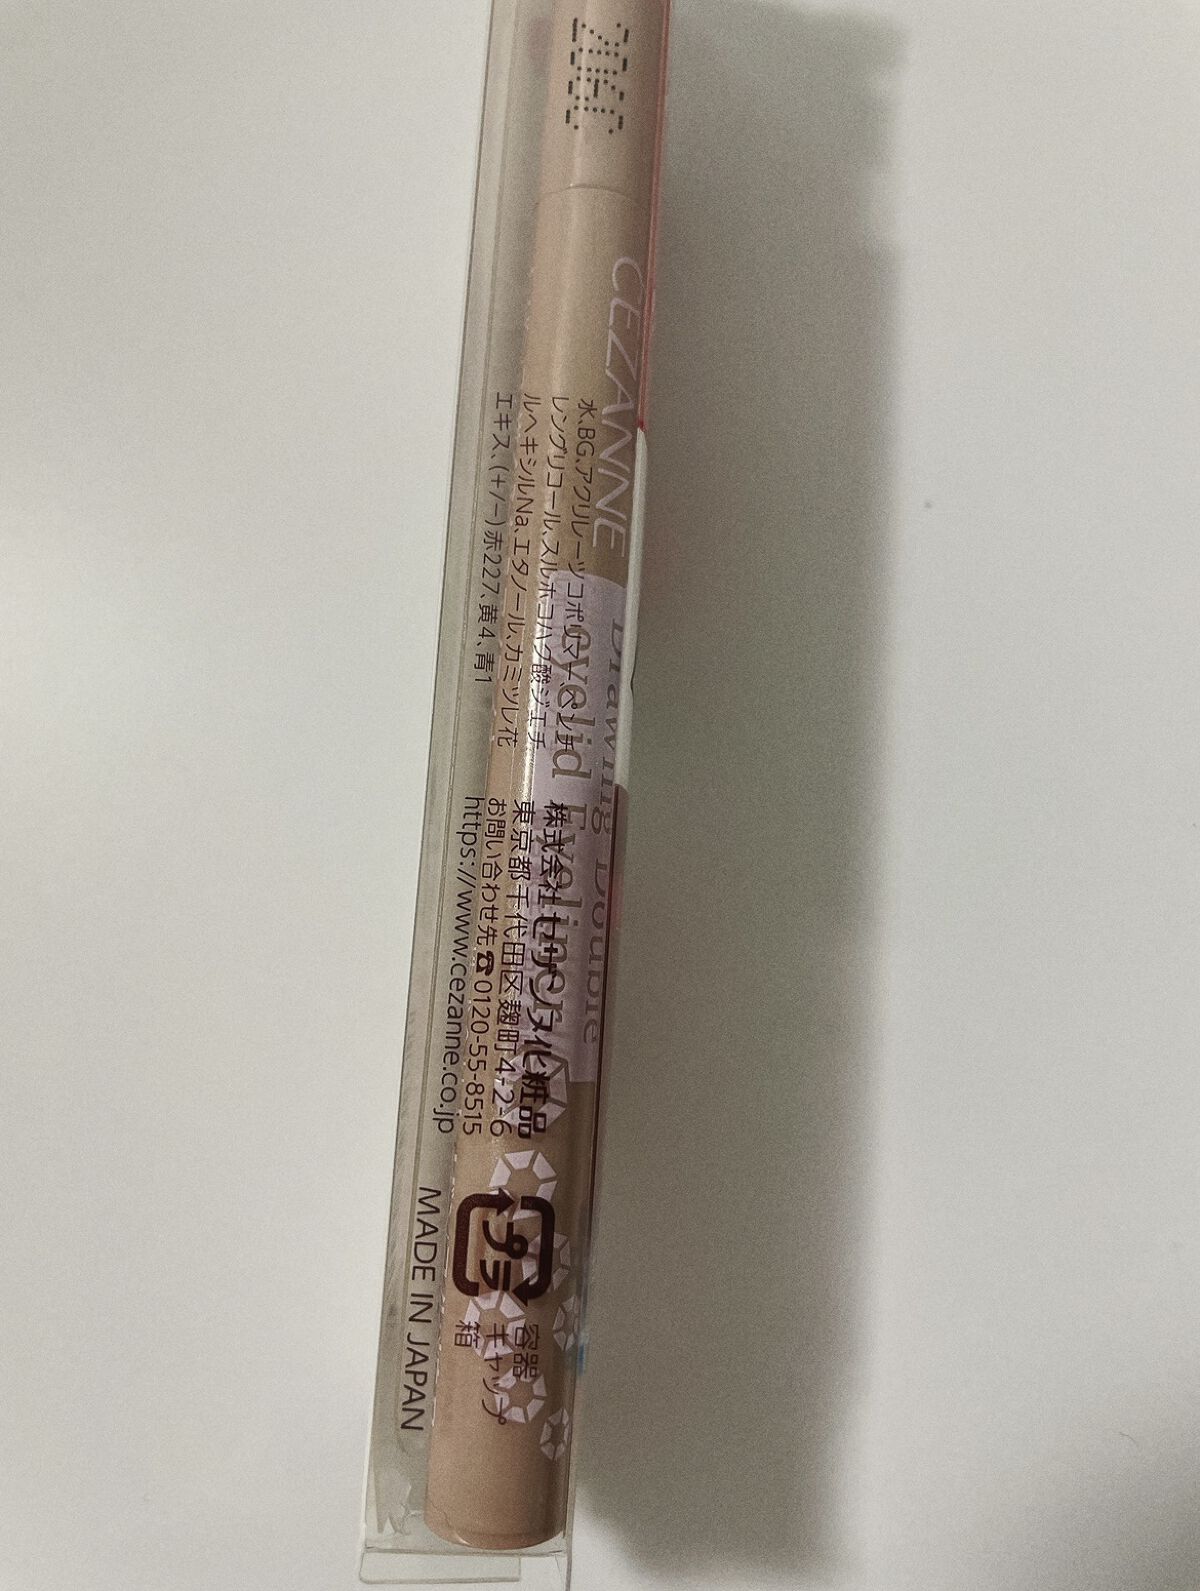 CEZANNE
Drawing Double
eyelid Eyeliner
水、BG、アクリレーツコポリマー、ペンチ
レングリコール、スルホコハク酸ジエチ
ルヘキシルNa、エタノール、カミツレ花
エキス、(+/-)赤227、黄4、青1
株式会社セザンヌ化粧品
東京都千代田区麹町4-2-6
お問い合わせ先☎0120-55-8515
https://www.cezanne.co.jp
プラ
容器
キャップ
箱
MADE IN JAPAN